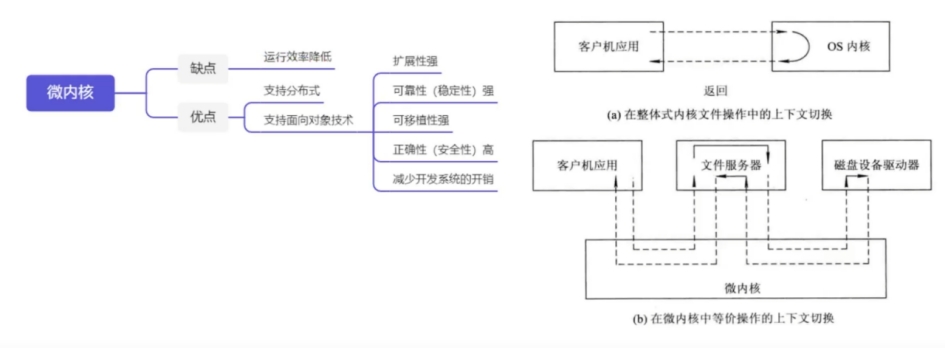 微内核
缺点
运行效率降低
优点
支持分布式
支持面向对象技术
扩展性强
可靠性（稳定性）强
可移植性强
正确性（安全性）高
减少开发系统的开销
客户机应用
OS 内核
返回
(a) 在整体式内核文件操作中的上下文切换
客户机应用
文件服务器
磁盘设备驱动器
微内核
(b) 在微内核中等价操作的上下文切换